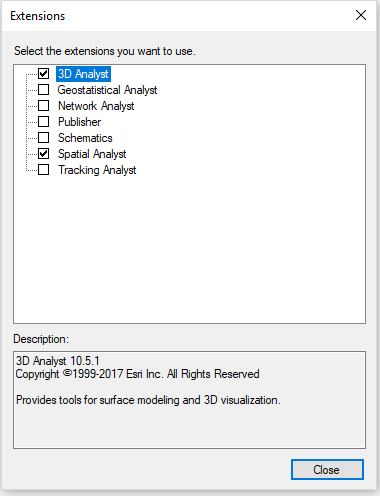 Extensions
Select the extensions you want to use.
3D Analyst
Geostatistical Analyst
Network Analyst
Publisher
Schematics
Spatial Analyst
Tracking Analyst
Description:
3D Analyst 10.5.1
Copyright ©1999-2017 Esri Inc. All Rights Reserved
Provides tools for surface modeling and 3D visualization.
Close